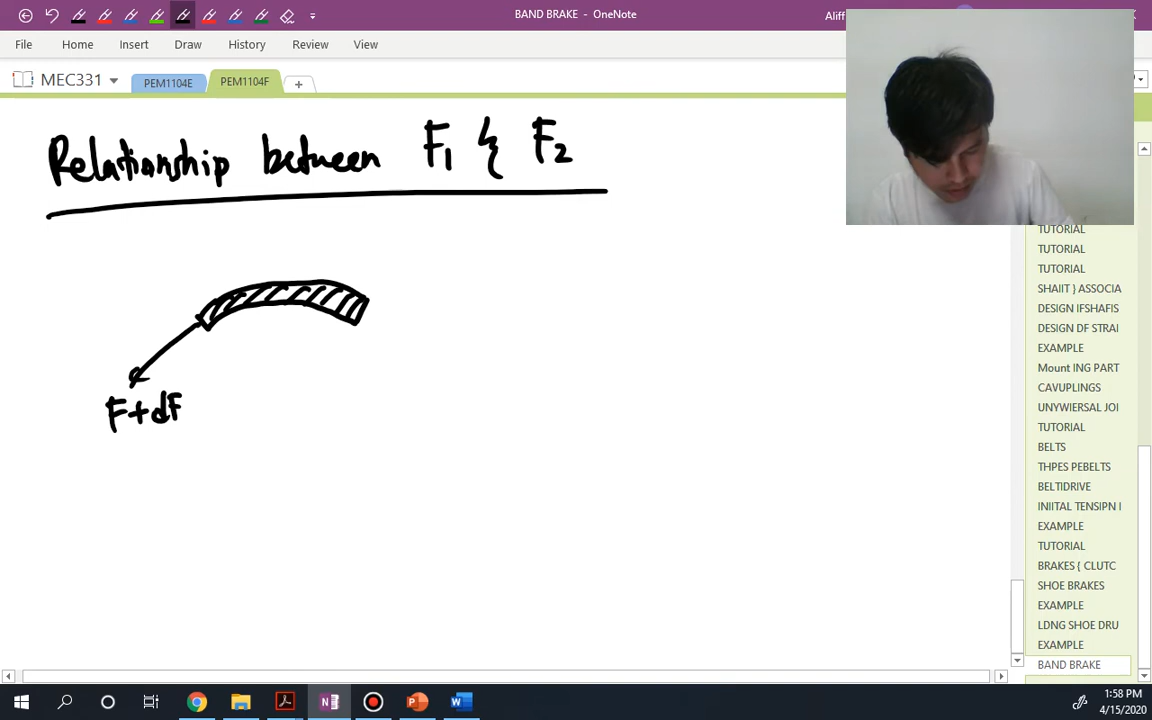 BAND BRAKE - OneNote
Aliff
File Home Insert Draw History Review View
MEC331
PEM1104E
PEM1104F
Relationship between F1 & F2
F+dF
TUTORIAL
TUTORIAL
TUTORIAL
SHAIIT } ASSOCIA
DESIGN IFSHAFIS
DESIGN DF STRAI
EXAMPLE
Mount ING PART
CAVUPLINGS
UNYWIERSAL JOI
TUTORIAL
BELTS
THPES PEBELTS
BELTIDRIVE
INIITAL TENSIPN I
EXAMPLE
TUTORIAL
BRAKES { CLUTC
SHOE BRAKES
EXAMPLE
LDNG SHOE DRU
EXAMPLE
BAND BRAKE
1:58 PM
4/15/2020